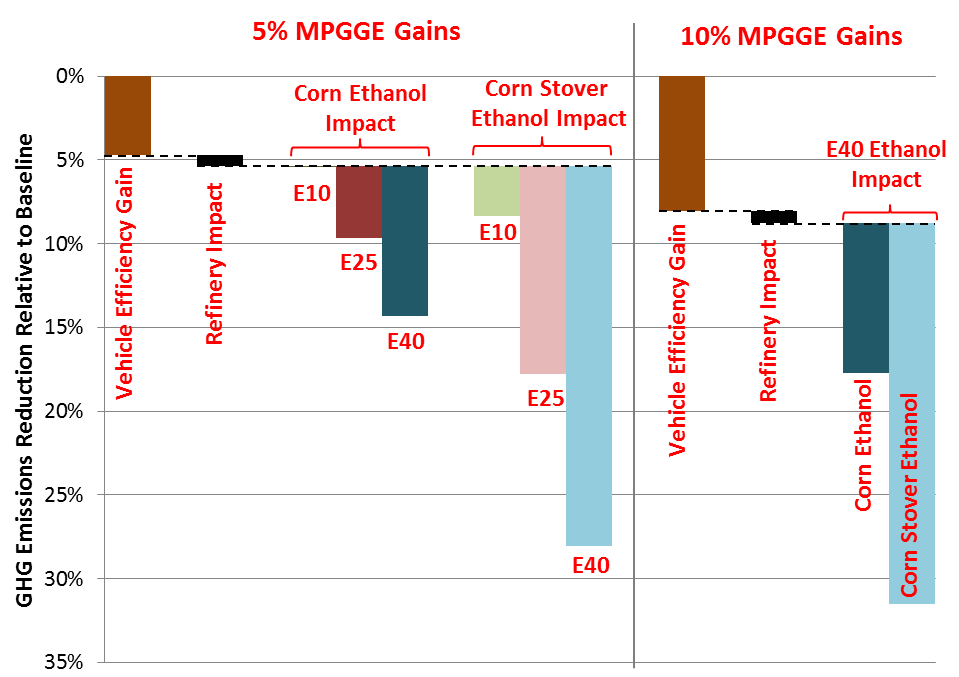 5% MPGGE Gains
10% MPGGE Gains
GHG Emissions Reduction Relative to Baseline
0%
5%
10%
15%
20%
25%
30%
35%
Vehicle Efficiency Gain
Refinery Impact
Corn Ethanol
Impact
E10
E25
E40
Corn Stover
Ethanol Impact
E10
E25
E40
Vehicle Efficiency Gain
Refinery Impact
E40 Ethanol
Impact
Corn Ethanol
Corn Stover Ethanol